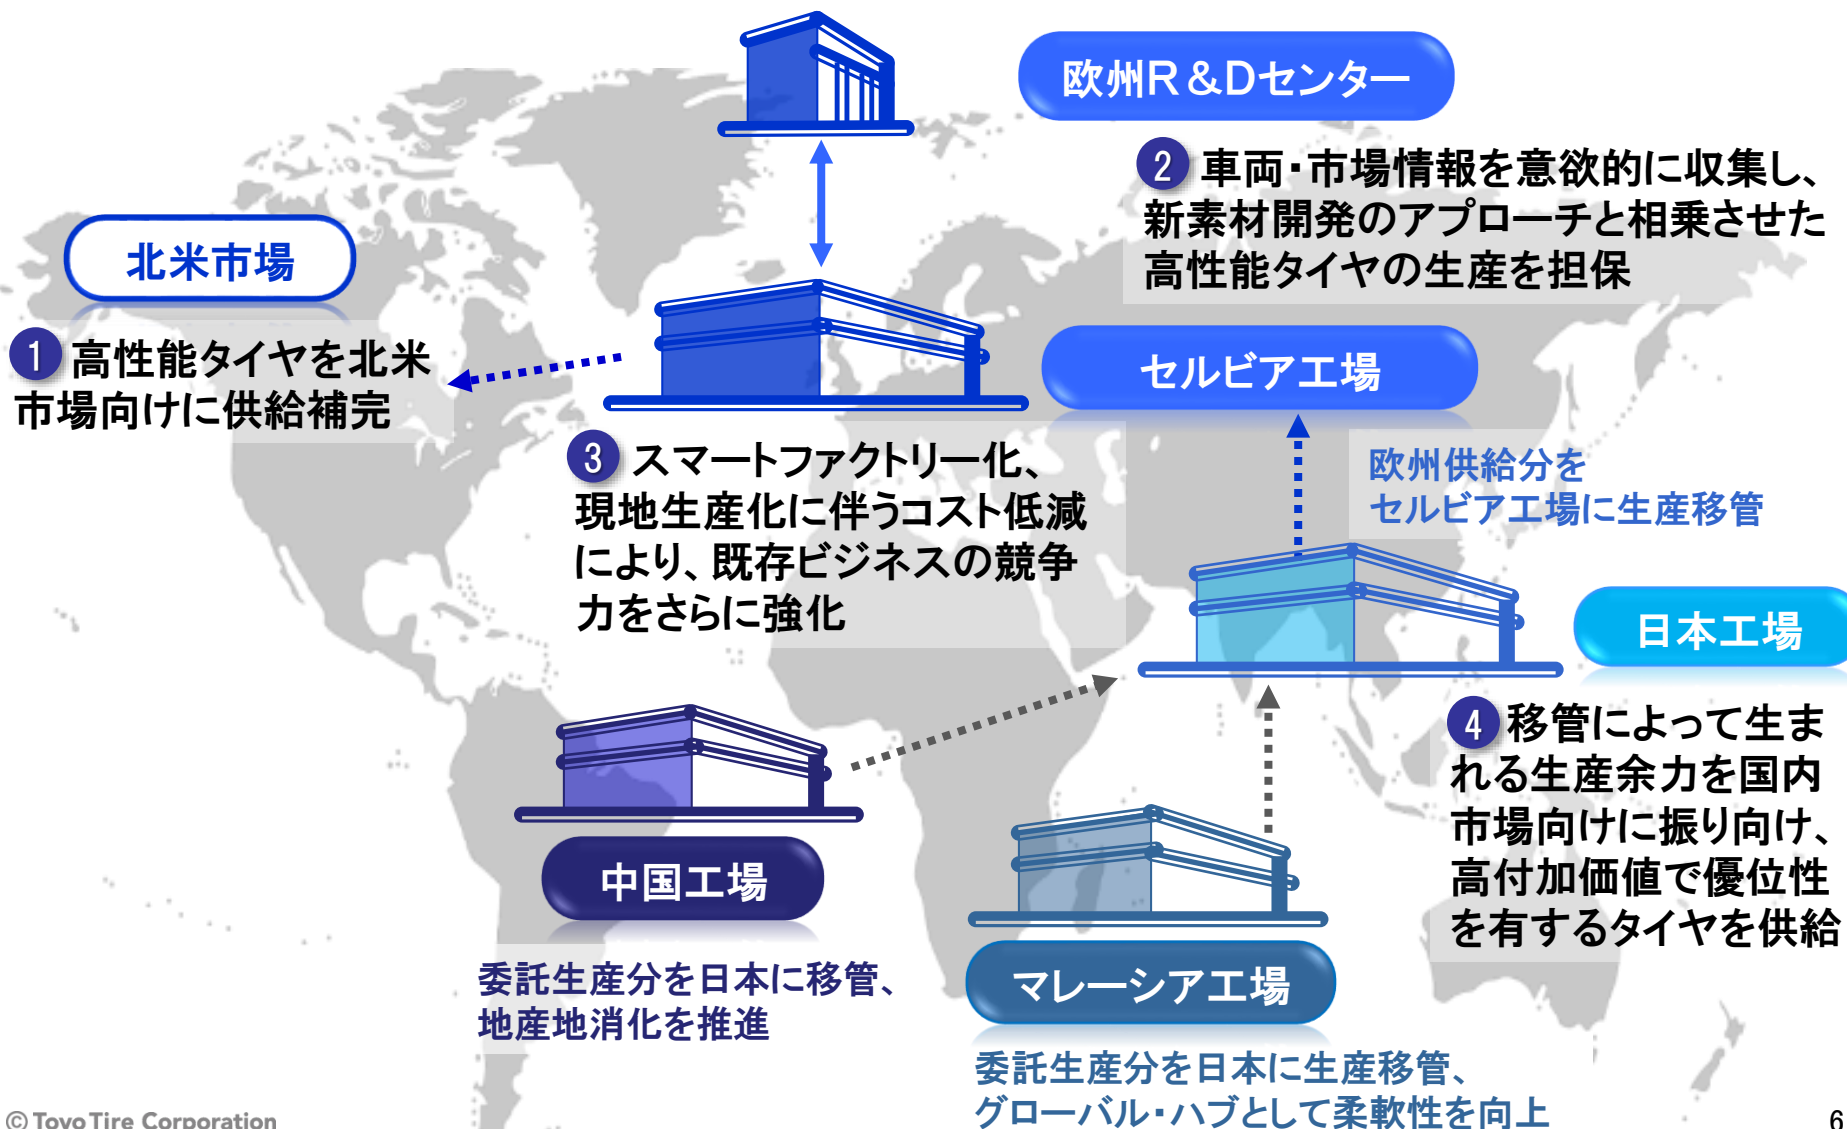 欧州R&Dセンター
2 車両・市場情報を意欲的に収集し、
新素材開発のアプローチと相乗させた
高性能タイヤの生産を担保
北米市場
1 高性能タイヤを北米
市場向けに供給補完
セルビア工場
3 スマートファクトリー化、
現地生産化に伴うコスト低減
により、既存ビジネスの競争
力をさらに強化
欧州供給分を
セルビア工場に生産移管
日本工場
4 移管によって生ま
れる生産余力を国内
市場向けに振り向け、
高付加価値で優位性
を有するタイヤを供給
中国工場
委託生産分を日本に移管、
地産地消化を推進
マレーシア工場
委託生産分を日本に生産移管、
グローバル・ハブとして柔軟性を向上
© Toyo Tire Corporation
6